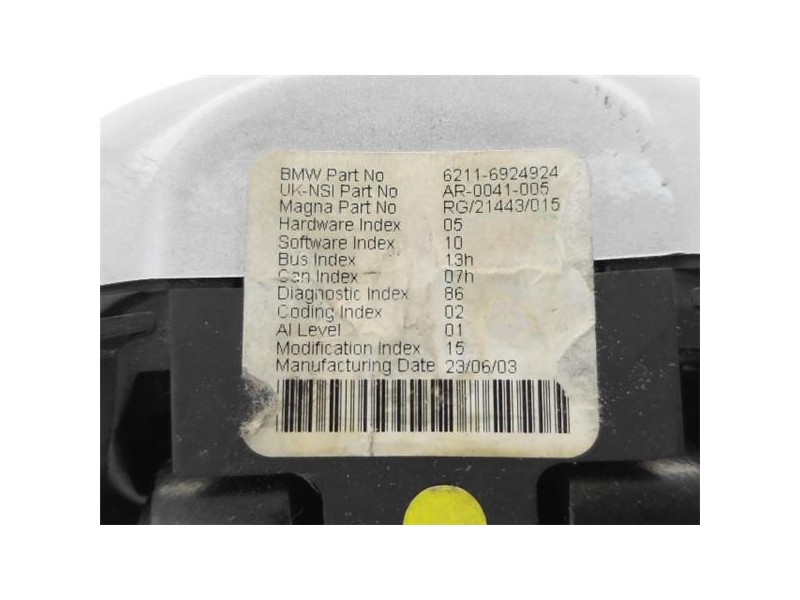 BMW Part No 6211-6924924
UK-NSI Part No AR-0041-005
Magna Part No RG/21443/015
Hardware Index 05
Software Index 10
Bus Index 13h
Can Index 07h
Diagnostic Index 86
Coding Index 02
AI Level 01
Modification Index 15
Manufacturing Date 23/06/03